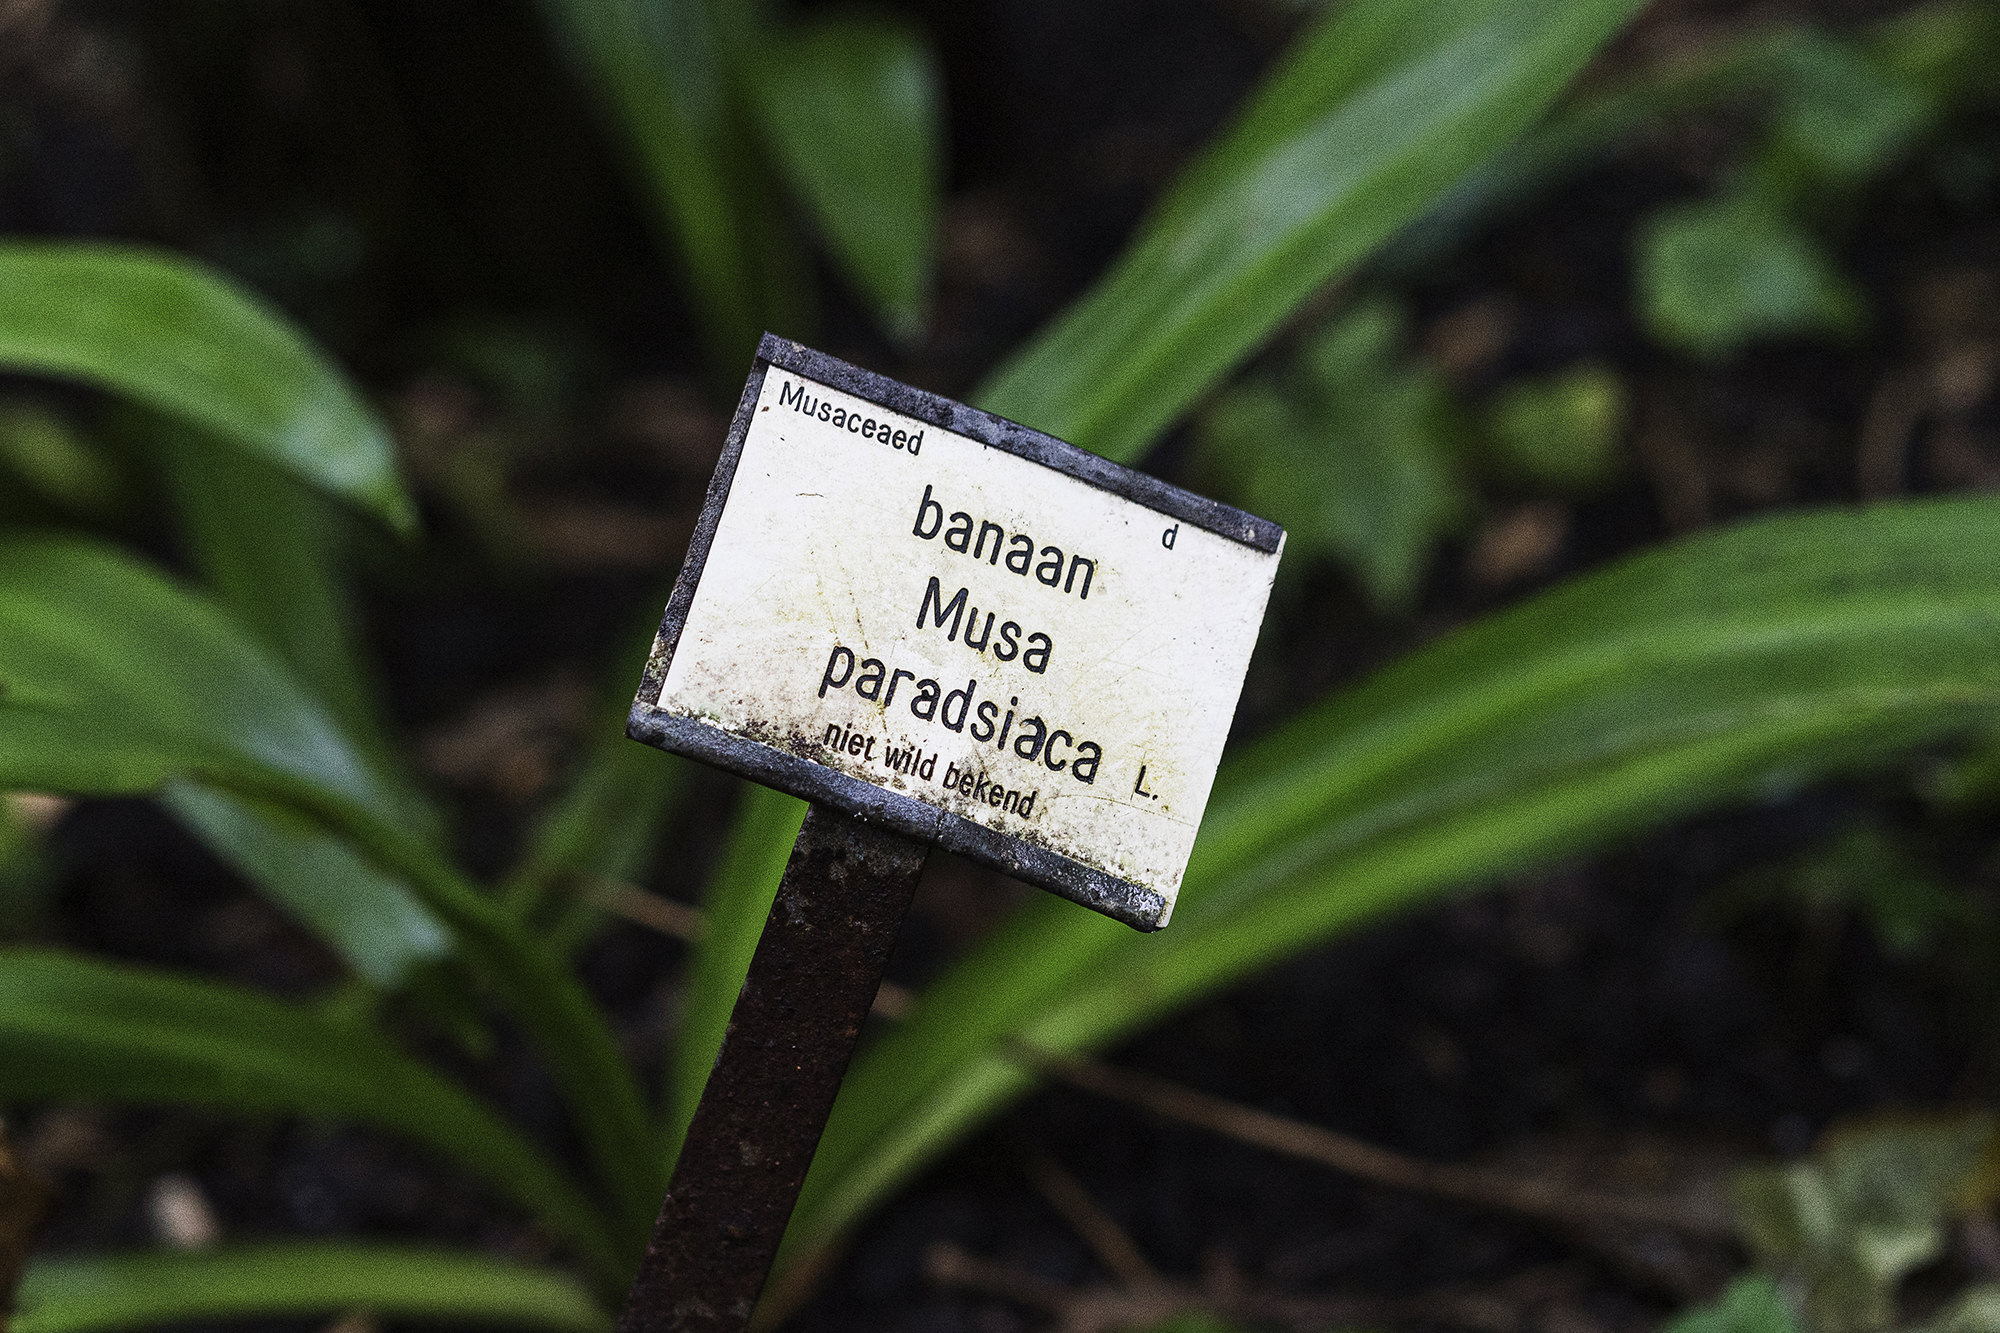 Musaceaed
d
banaan
Musa
paradsiaca L.
niet wild bekend